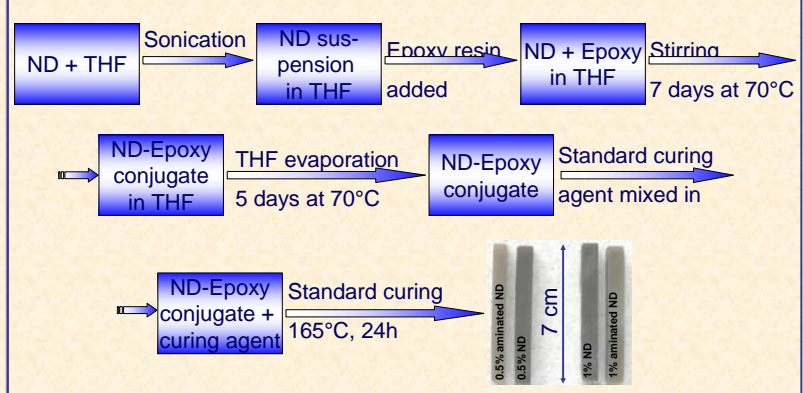 ND + THF
Sonication
ND sus-
pension
in THF
Epoxy resin
added
ND + Epoxy
in THF
Stirring
7 days at 70°C
ND-Epoxy
conjugate
in THF
THF evaporation
5 days at 70°C
ND-Epoxy
conjugate
Standard curing
agent mixed in
ND-Epoxy
conjugate +
curing agent
Standard curing
165°C, 24h
0.5% aminated ND
0.5% ND
7 cm
1% ND
1% aminated ND